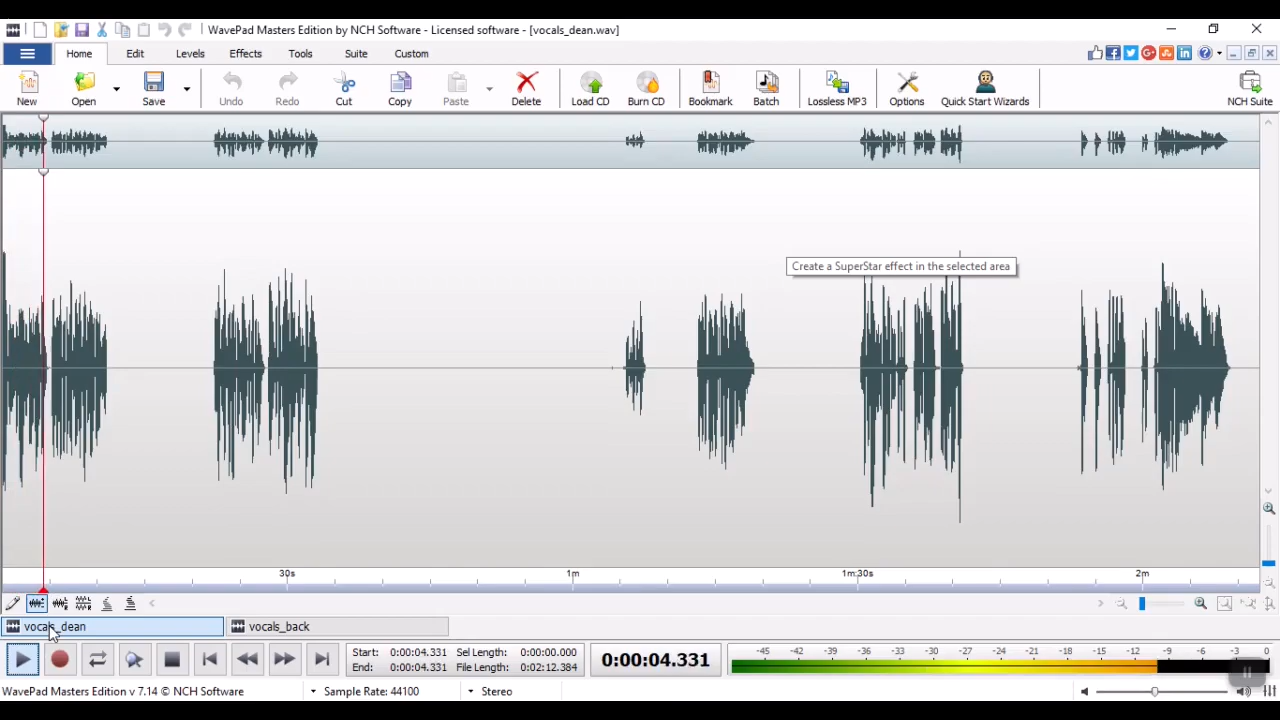 WavePad Masters Edition by NCH Software - Licensed software - [vocals_dean.wav]
Home Edit Levels Effects Tools Suite Custom
New Open Save Undo Redo Cut Copy Paste Delete Load CD Burn CD Bookmark Batch Lossless MP3 Options Quick Start Wizards NCH Suite
Create a SuperStar effect in the selected area
30s 1m 1m:30s 2m
vocals_dean vocals_back
Start: 0:00:04.331 Sel Length: 0:00:00.000
End: 0:00:04.331 File Length: 0:02:12.384
0:00:04.331
-45 -42 -39 -36 -33 -30 -27 -24 -21 -18 -15 -12 -9 -6 -3 0
WavePad Masters Edition v 7.14 © NCH Software Sample Rate: 44100 Stereo